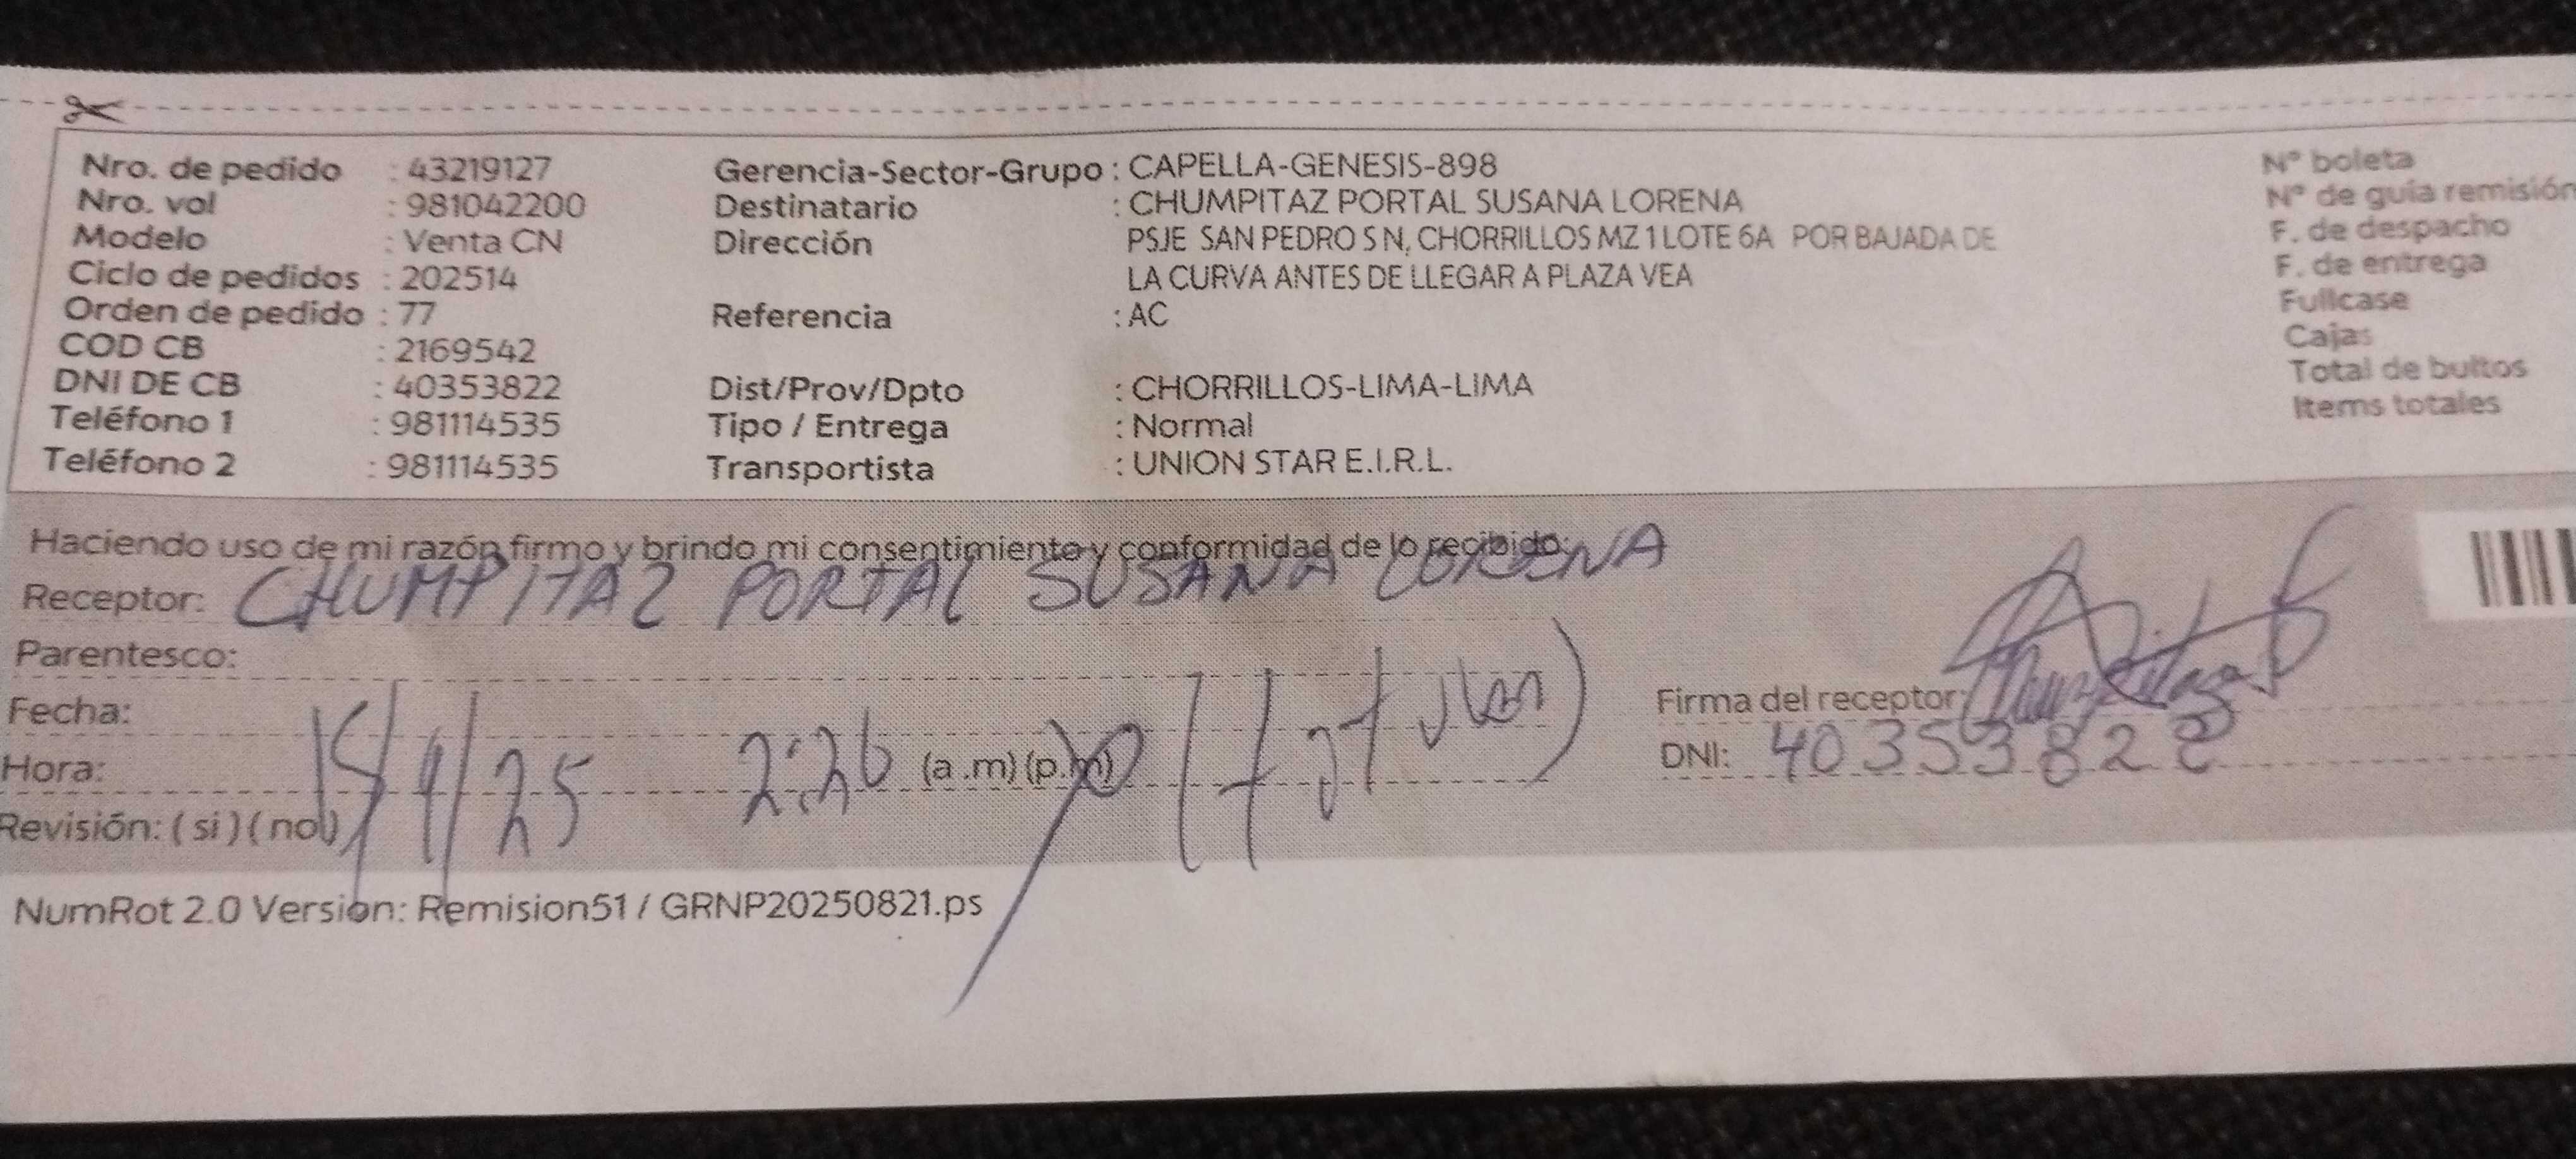 Nro. de pedido : 43219127 Gerencia-Sector-Grupo : CAPELLA-GENESIS-898 N° boleta
Nro. vol : 981042200 Destinatario : CHUMPITAZ PORTAL SUSANA LORENA N° de guia remisión
Modelo : Venta CN Dirección PSJE SAN PEDRO S N, CHORRILLOS MZ 1 LOTE 6A POR BAJADA DE F. de despacho
Ciclo de pedidos : 202514 LA CURVA ANTES DE LLEGAR A PLAZA VEA F. de entrega
Orden de pedido : 77 Referencia : AC Fullcase
COD CB : 2169542 Cajas
DNI DE CB : 40353822 Dist/Prov/Dpto : CHORRILLOS-LIMA-LIMA Total de bultos
Teléfono 1 : 981114535 Tipo / Entrega : Normal Items totales
Teléfono 2 : 981114535 Transportista : UNION STAR E.I.R.L.
Haciendo uso de mi razón firmo y brindo mi consentimiento y conformidad de lo recibido:
Receptor: CHUMPITAZ PORTAL SUSANA LORENA
Parentesco:
Fecha: Firma del receptor:
Hora: /25 2:26 (a .m) (p.m) DNI: 40353822
Revisión: ( si ) ( no )
NumRot 2.0 Version: Remision51 / GRNP20250821.ps